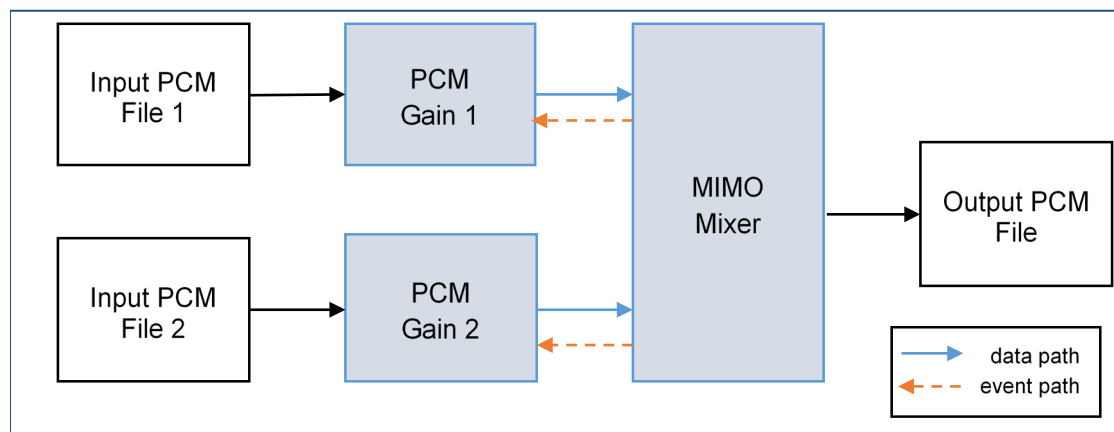 Input PCM
File 1
PCM
Gain 1
MIMO
Mixer
Output PCM
File
Input PCM
File 2
PCM
Gain 2
data path
event path